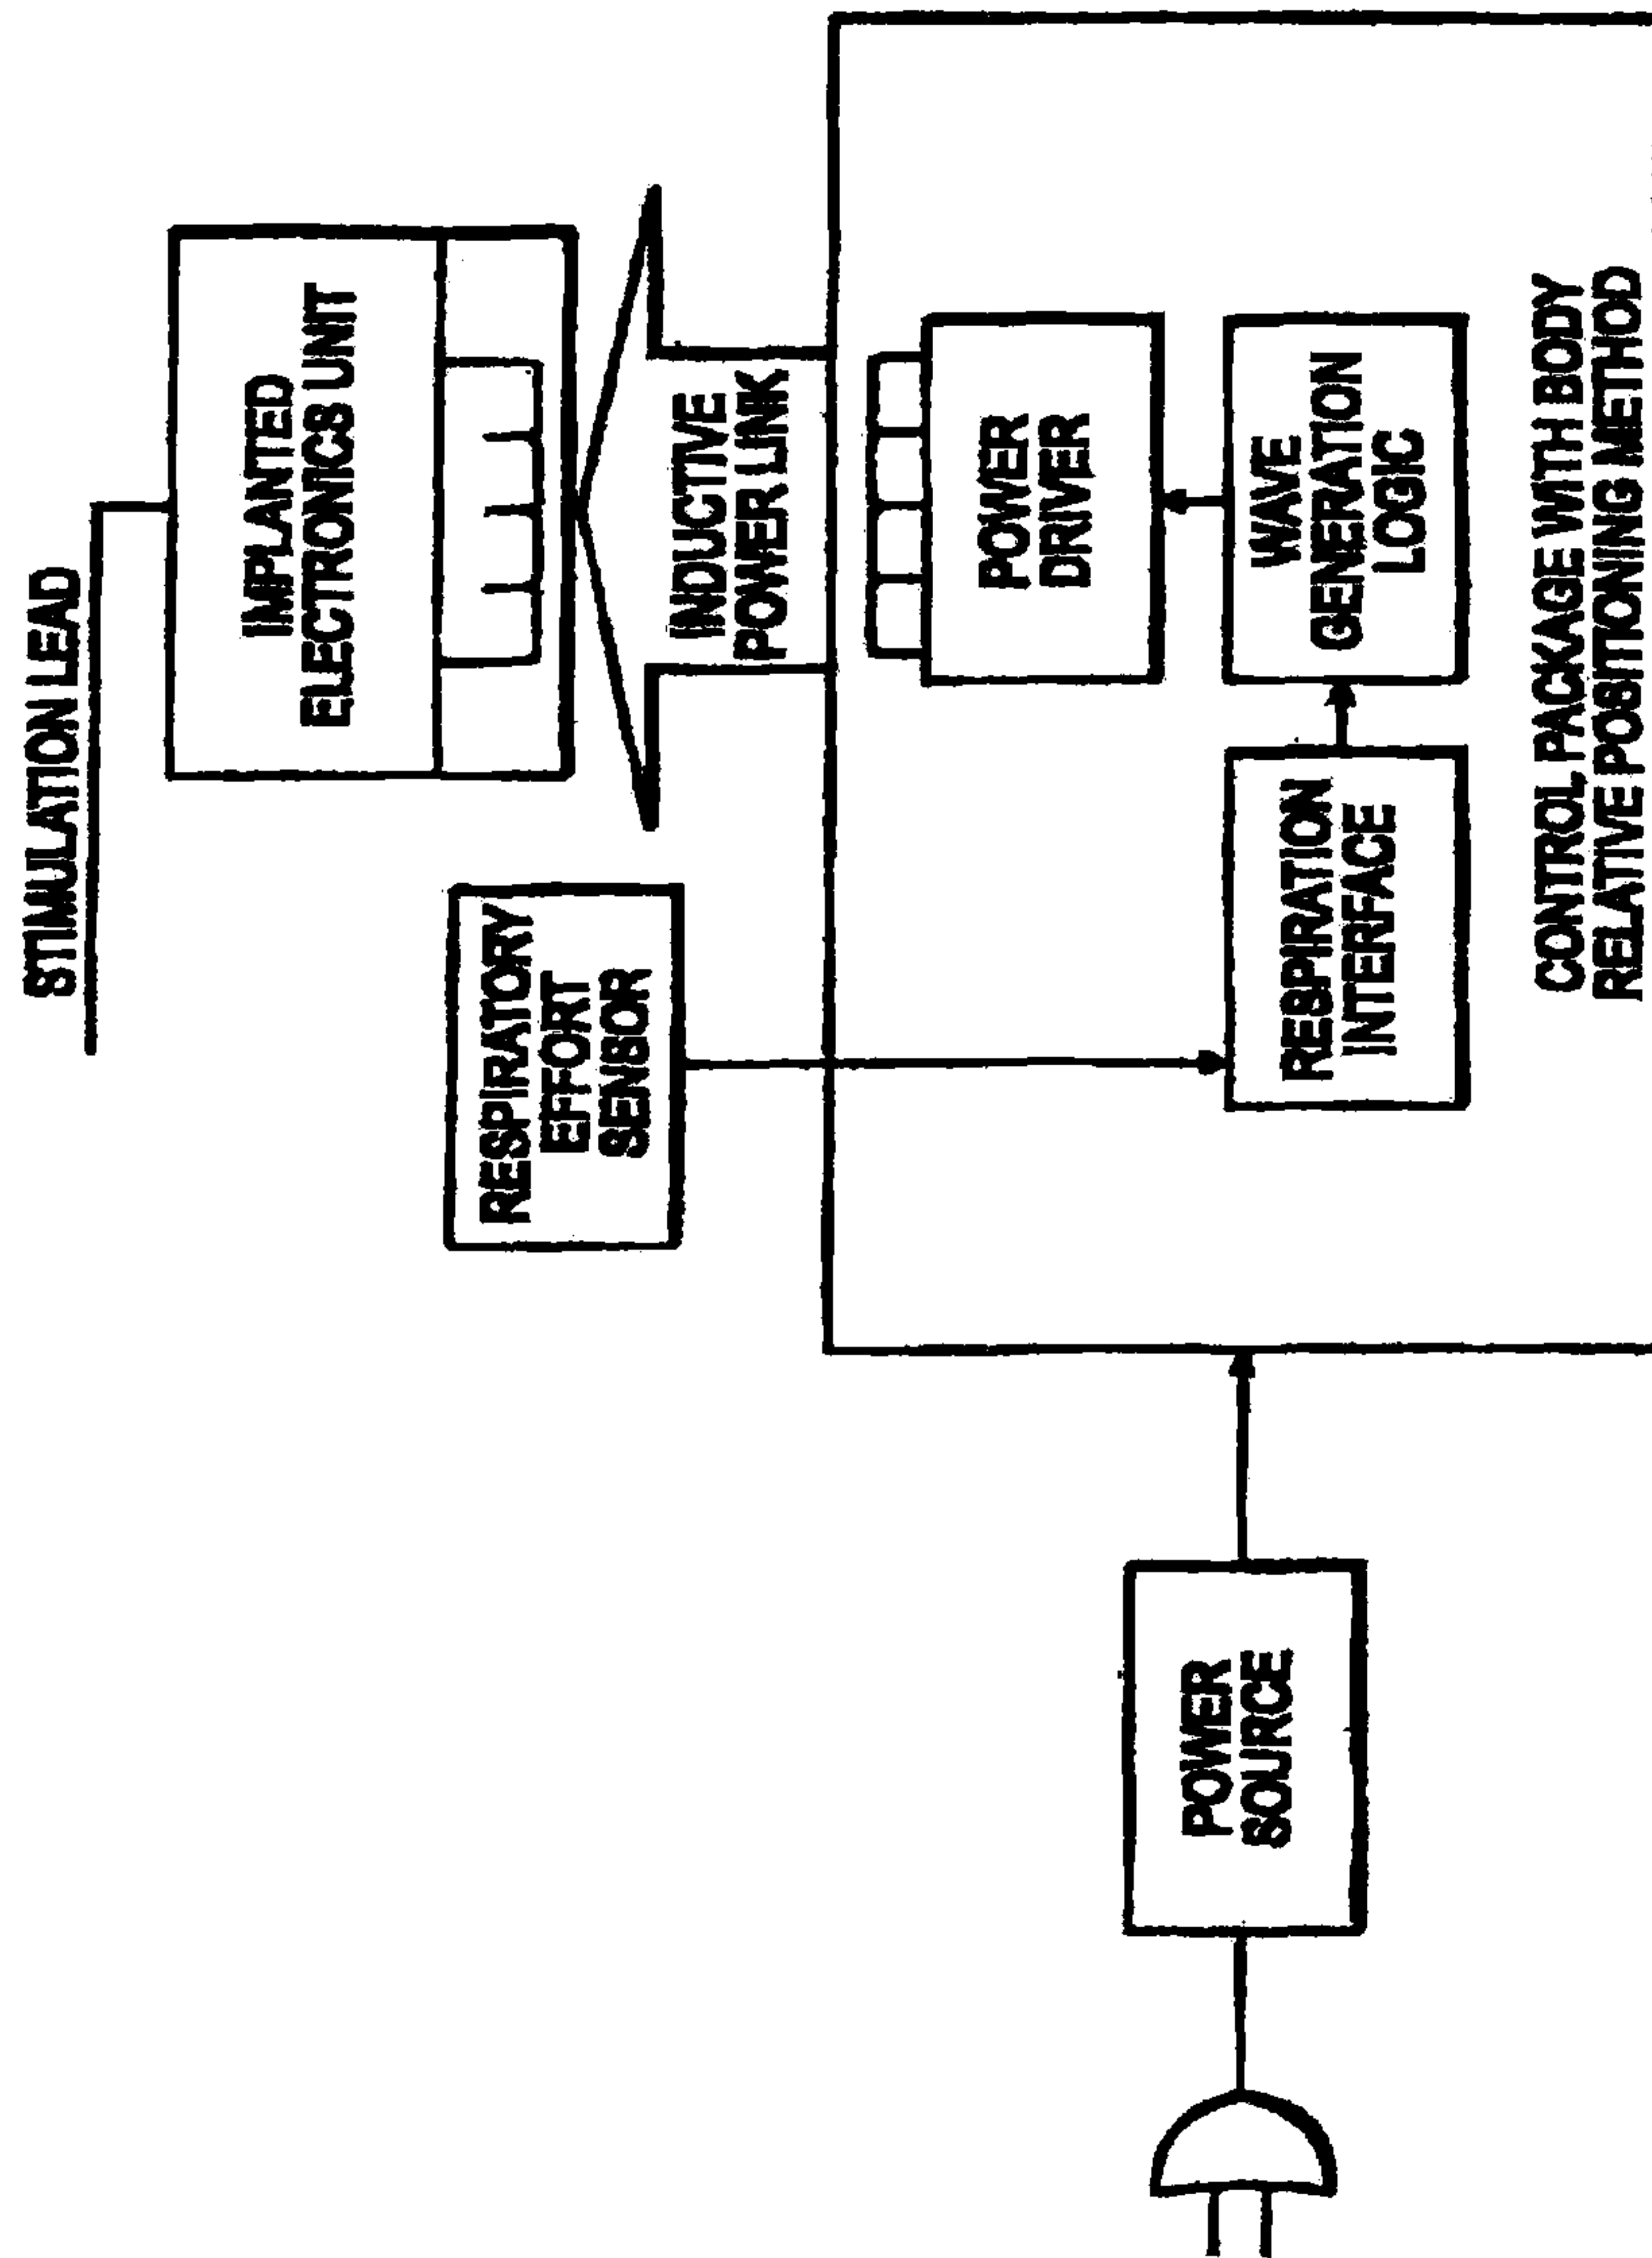 STIMULATION LEAD
IMPLANTED
ELECTRONICS UNIT
RESPIRATORY
EFFORT
SENSOR
INDUCTIVE
POWER LINK
POWER
DRIVER
POWER
SOURCE
RESPIRATION
INTERFACE
WAVE
GENERATION
LOGIC
CONTROL PACKAGE WITH BODY
RELATIVE POSITIONING METHOD